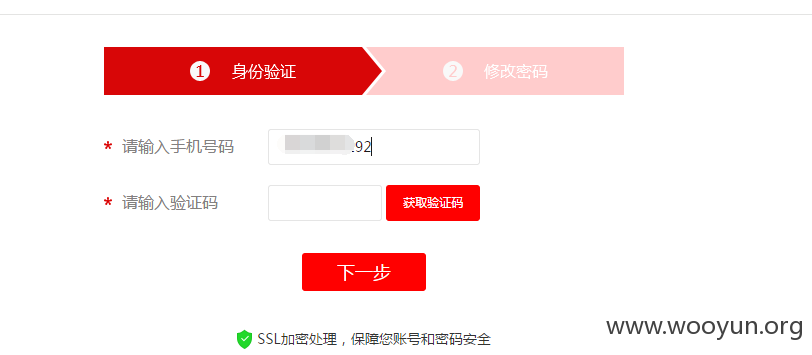 1 身份验证 2 修改密码
* 请输入手机号码 92
* 请输入验证码 获取验证码
下一步
SSL加密处理，保障您账号和密码安全
www.wooyun.org